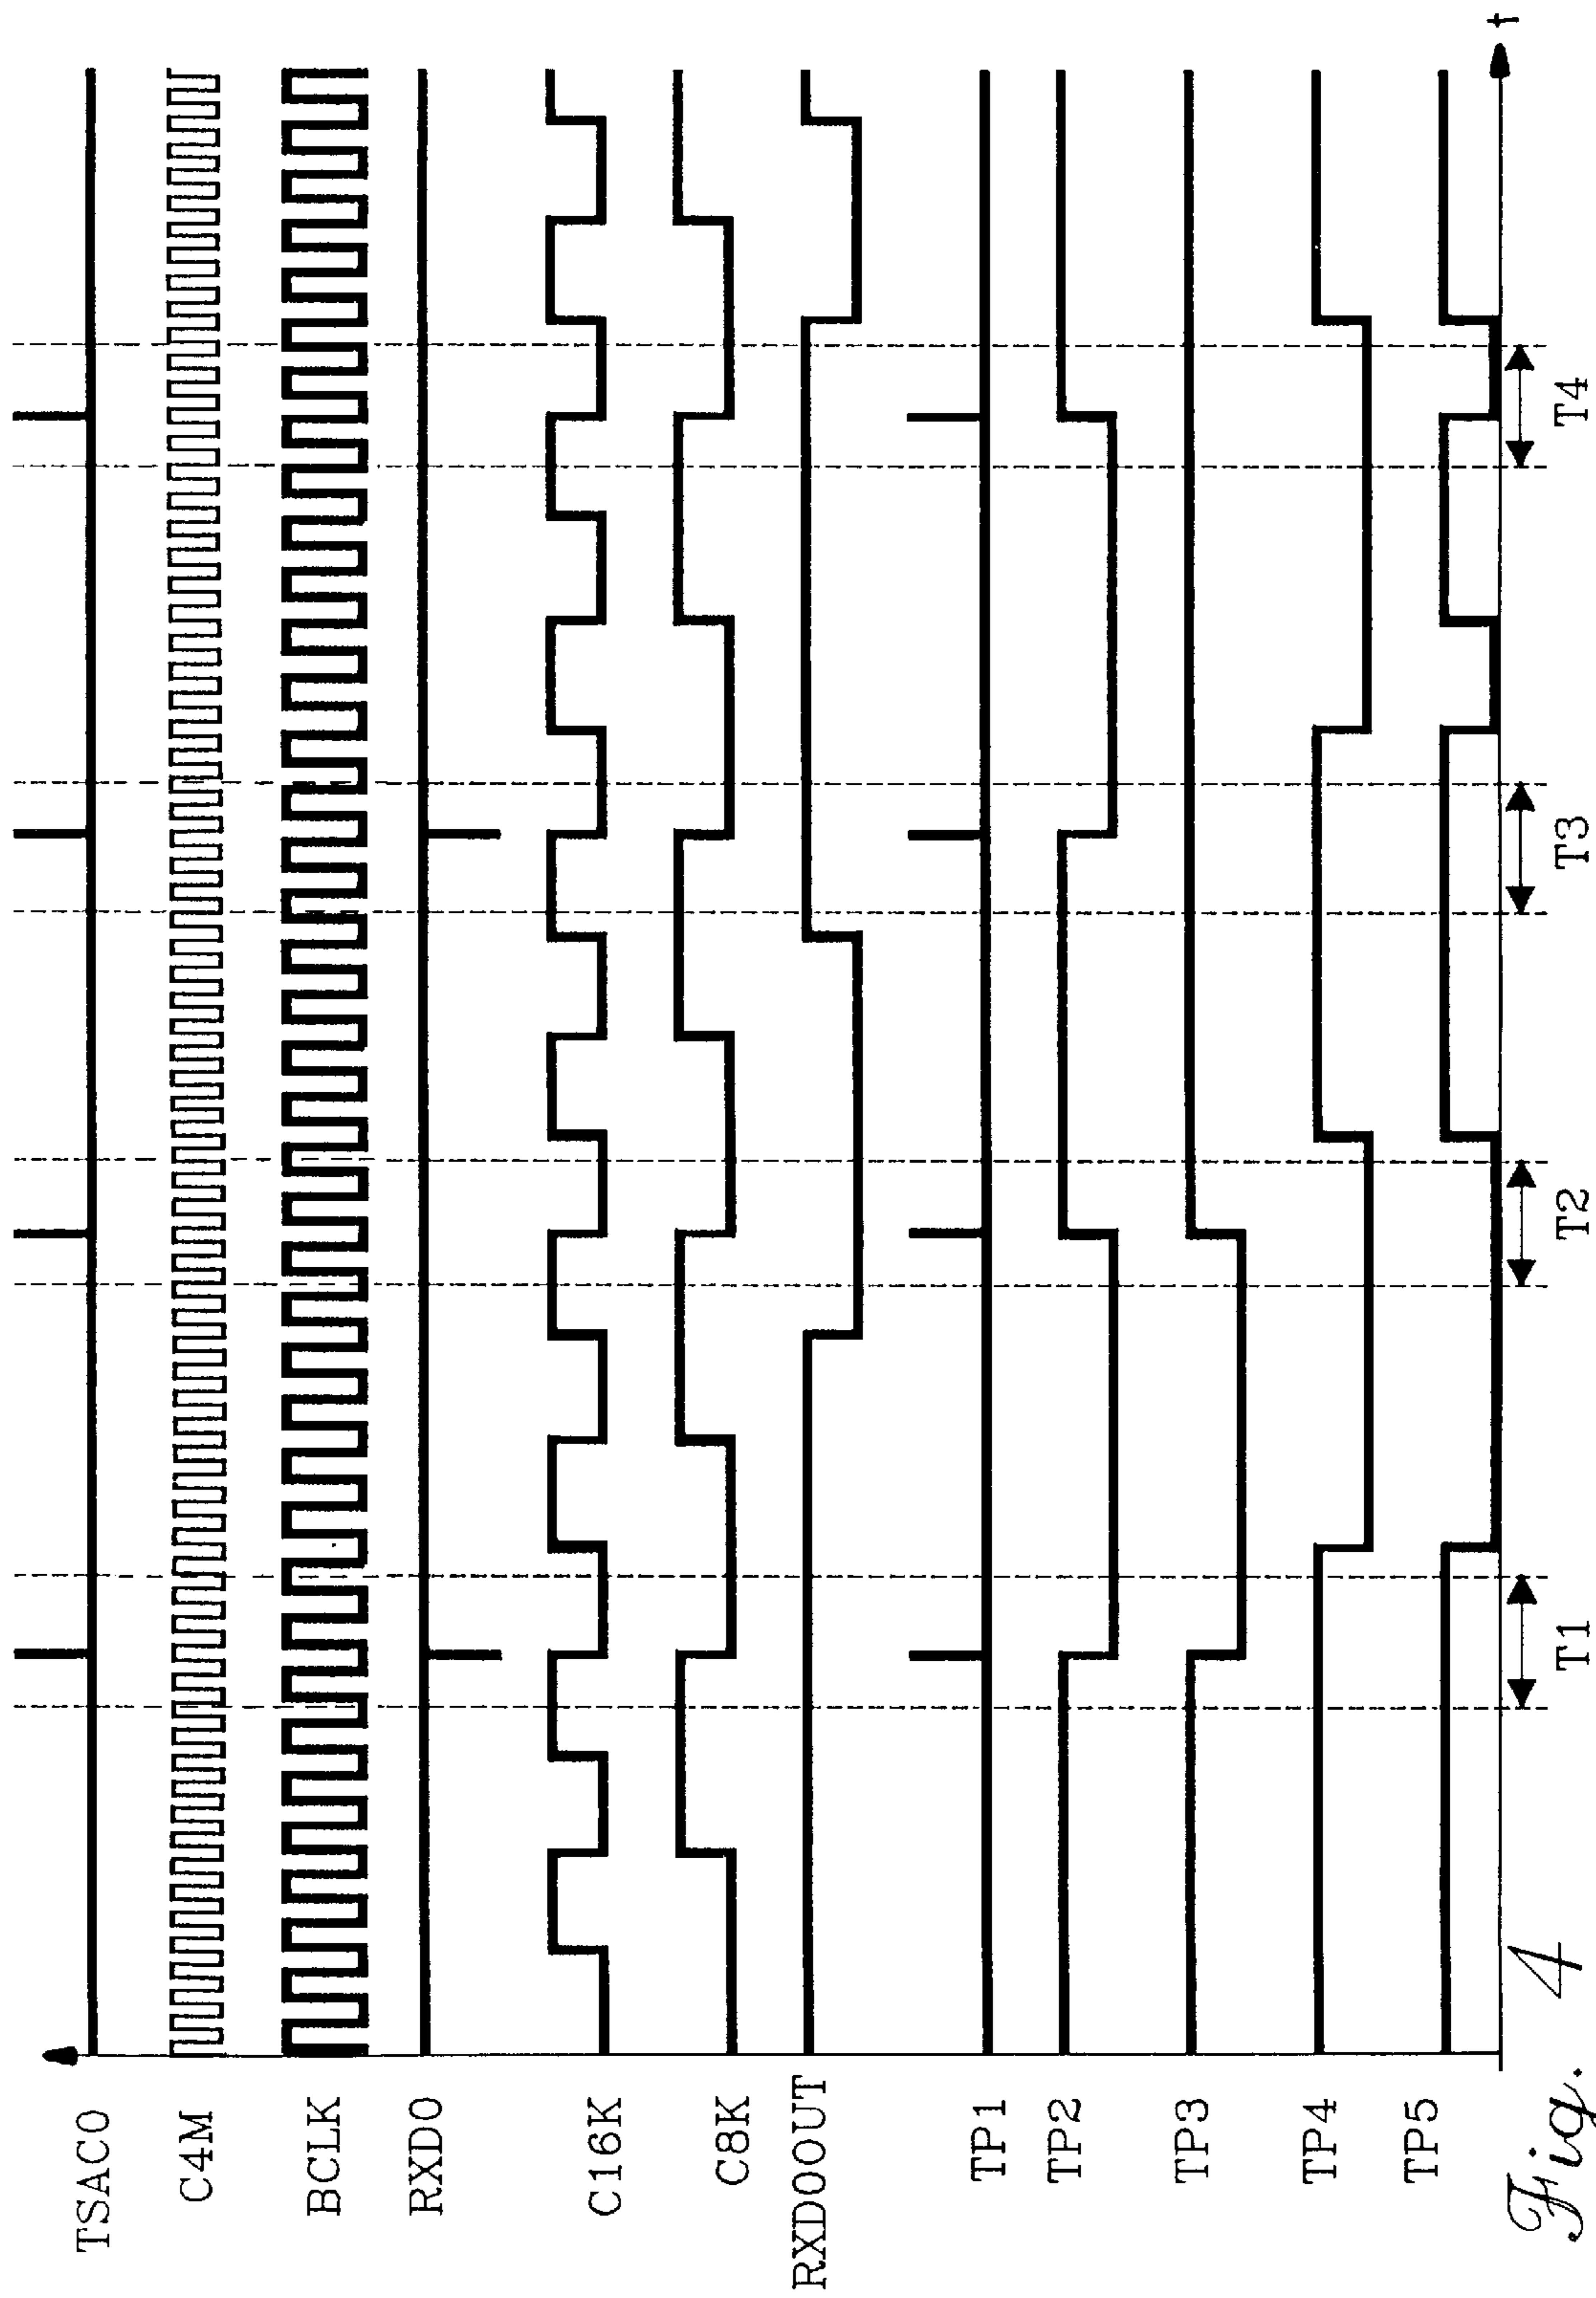 TSAC0
C4M
BCLK
RXD0
C16K
C8K
RXD0OUT
TP1
TP2
TP3
TP4
TP5
T1
T2
T3
T4
t
Fig. 4